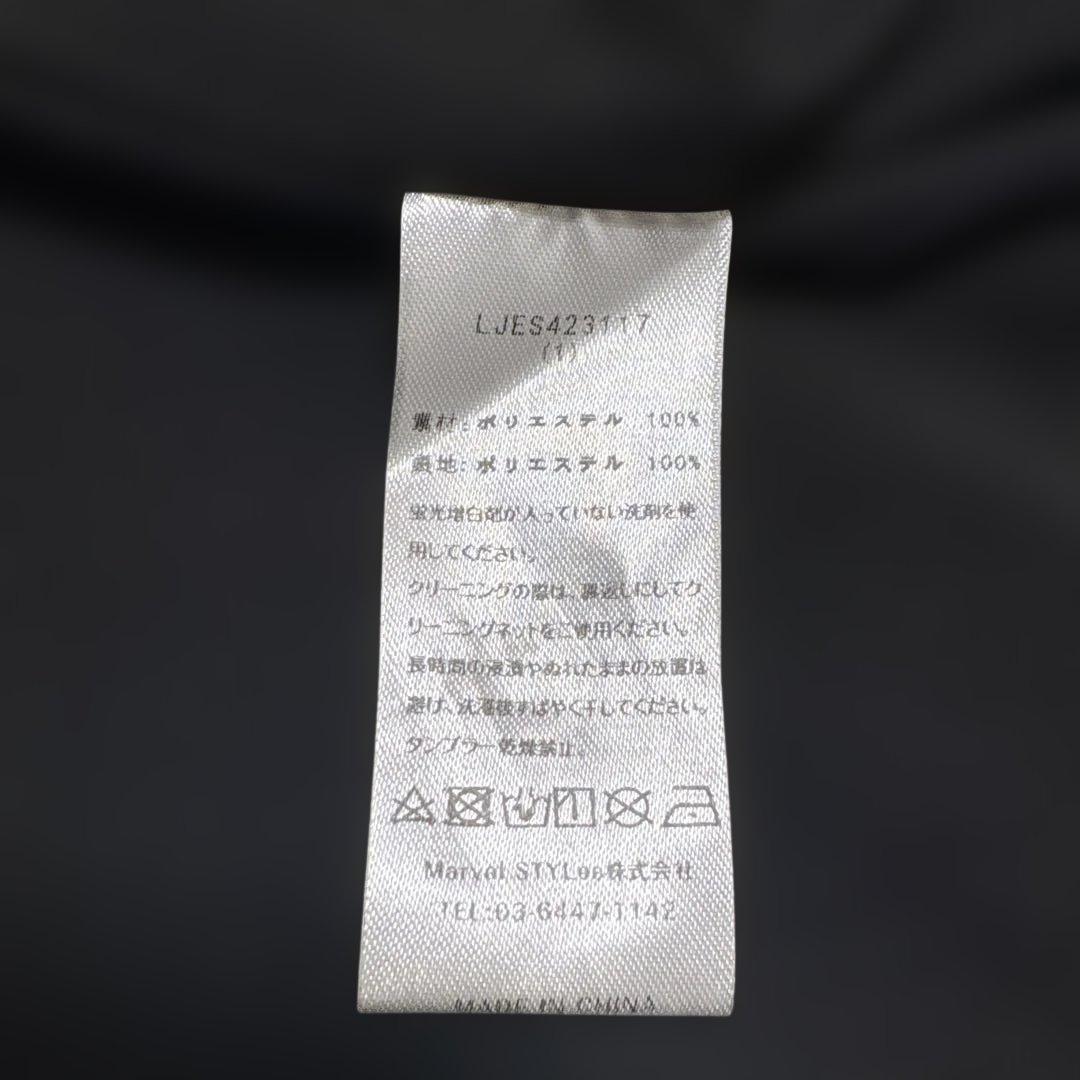 LJES423117
(1)
素材:ポリエステル 100%
裏地:ポリエステル 100%
蛍光増白剤が入っていない洗剤を使
用してください。
クリーニングの際は、裏返しにしてク
リーニングネットをご使用ください。
長時間の浸漬やぬれたままの放置は
避け、洗濯後すばやく干してください。
タンブラー乾燥禁止。
Marvel STYLes株式会社
TEL:03-6447-1142
MADE IN CHINA